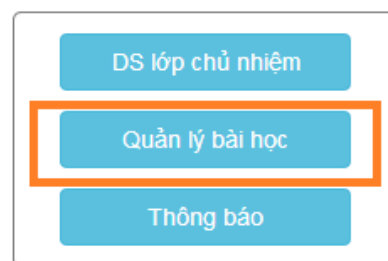 DS lớp chủ nhiệm
Quản lý bài học
Thông báo